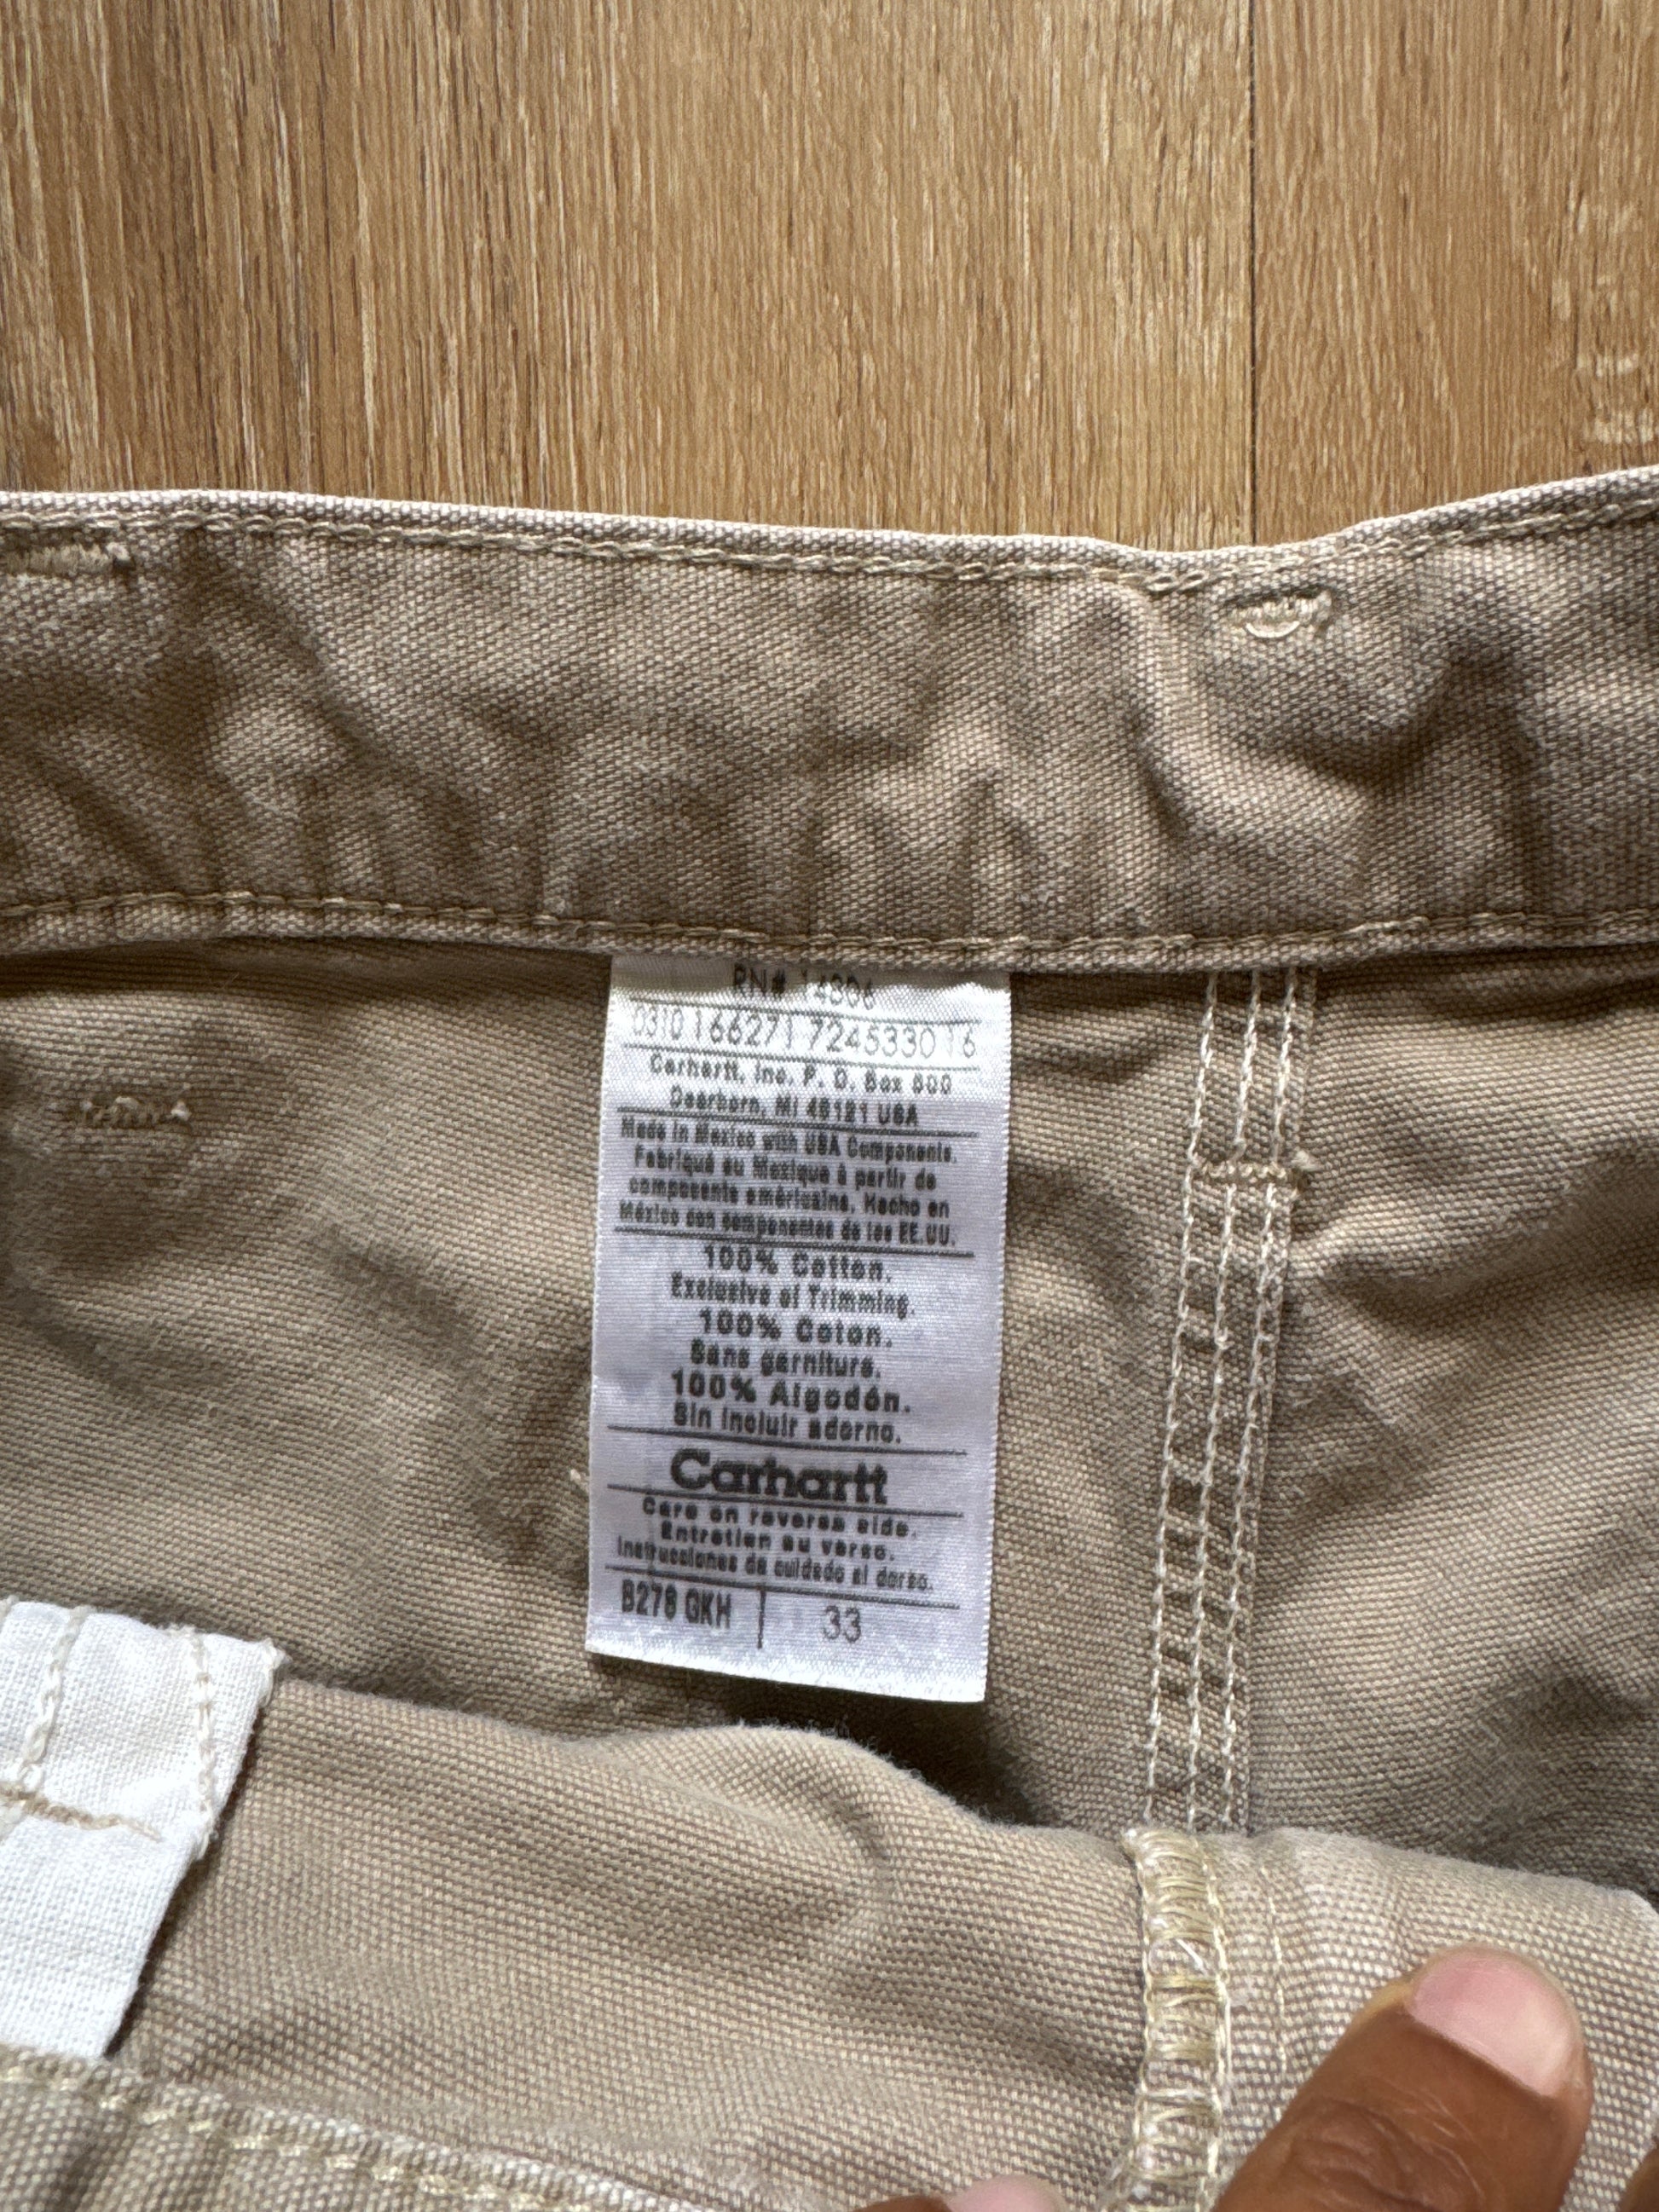 RN# 14806
0310 166271 7245330 16
Carhartt, Inc. P. O. Box 600
Dearborn, MI 48121 USA
Made in Mexico with USA Components.
Fabriqué au Mexique à partir de
composants américains. Hecho en
México con componentes de los EE.UU.
100% Cotton.
Exclusive of Trimming.
100% Coton.
Sans garniture.
100% Algodón.
Sin incluir adorno.
Carhartt
Care on reverse side.
Entretien au verso.
Instrucciones de cuidado al dorso.
B278 GKH | 33